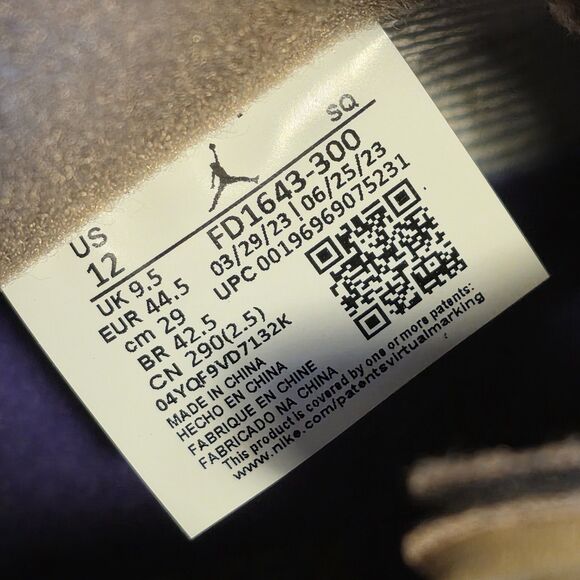 SQ
US
12
FD1643-300
03/29/23 | 06/25/23
UPC 00196969075231
UK 9.5
EUR 44.5
cm 29
BR 42.5
CN 290(2.5)
04YQF9VD7132K
MADE IN CHINA
HECHO EN CHINA
FABRIQUE EN CHINE
FABRICADO NA CHINA
This product is covered by one or more patents:
www.nike.com/patentsvirtualmarking